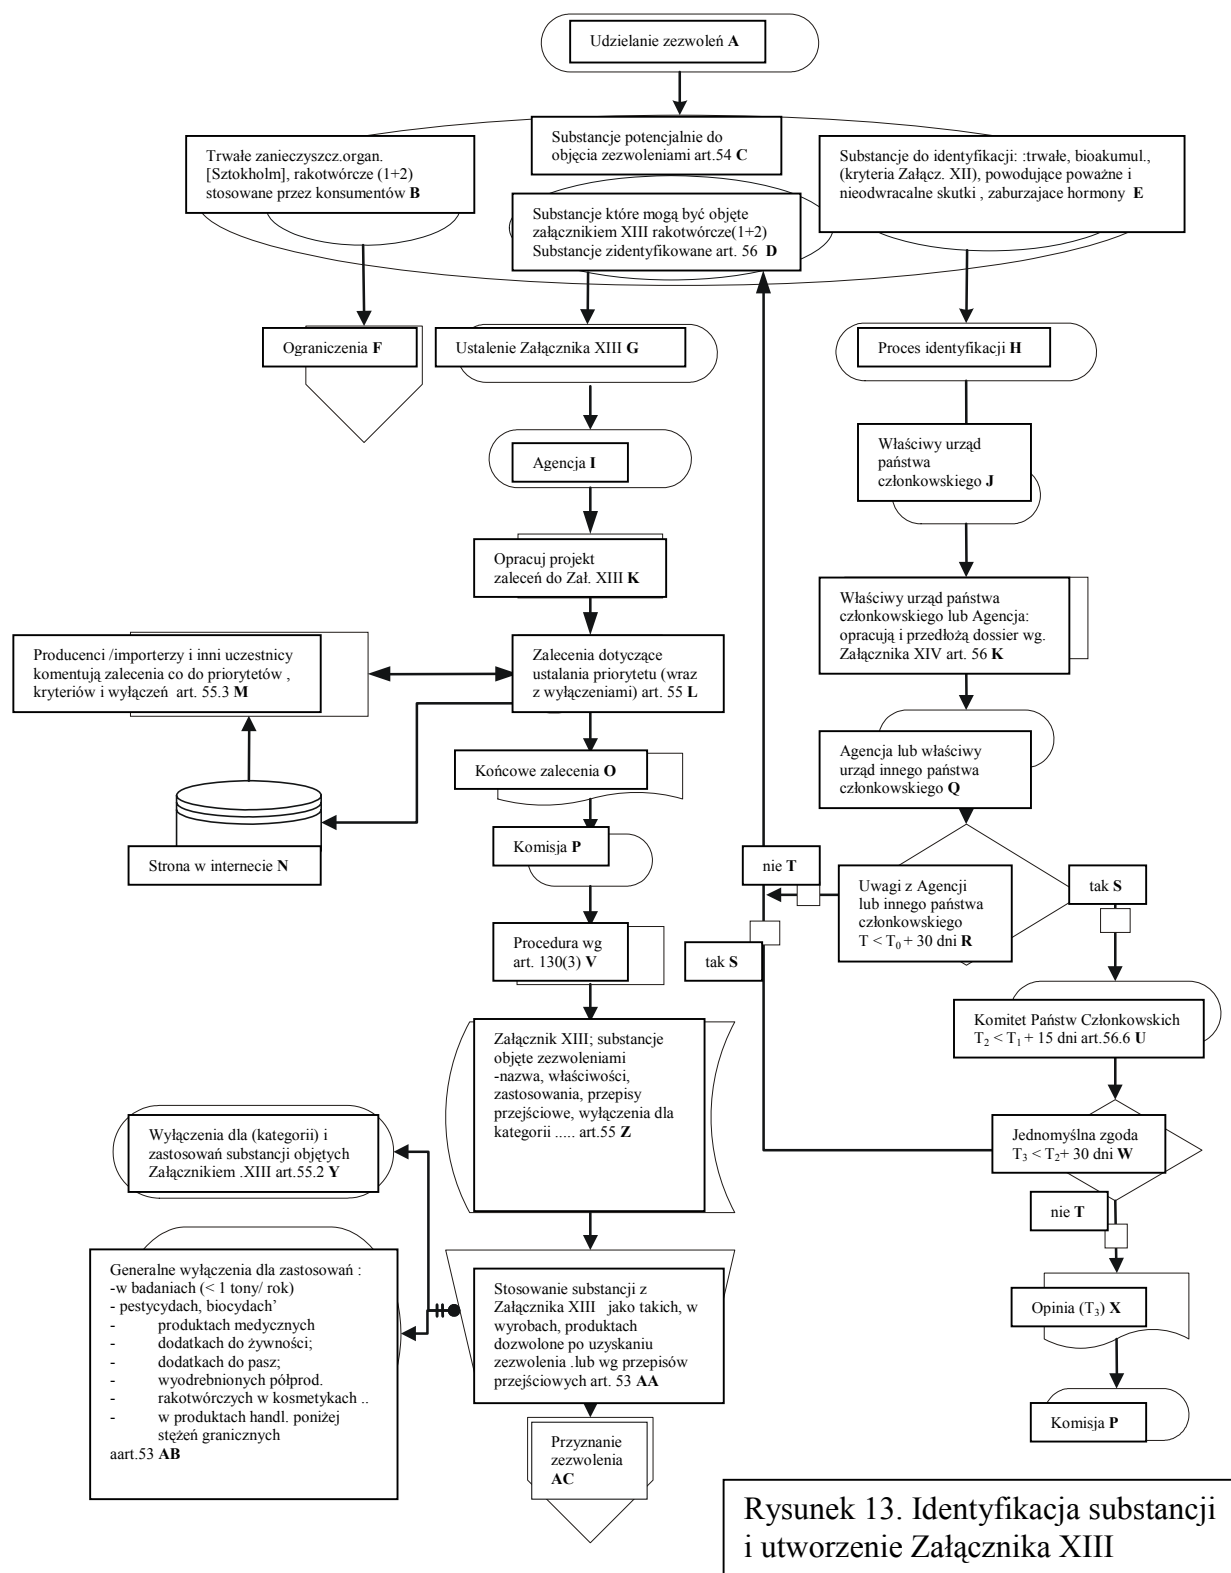 Udzielanie zezwoleń A
Trwałe zanieczyszcz.organ.
[Sztokholm], rakotwórcze (1+2)
stosowane przez konsumentów B
Substancje potencjalnie do
objęcia zezwoleniami art.54 C
Substancje do identyfikacji: :trwałe, bioakumul.,
(kryteria Załącz. XII), powodujące poważne i
nieodwracalne skutki , zaburzajace hormony E
Substancje które mogą być objęte
załącznikiem XIII rakotwórcze(1+2)
Substancje zidentyfikowane art. 56 D
Ograniczenia F
Ustalenie Załącznika XIII G
Proces identyfikacji H
Agencja I
Właściwy urząd
państwa
członkowskiego J
Opracuj projekt
zaleceń do Zał. XIII K
Właściwy urząd państwa
członkowskiego lub Agencja:
opracują i przedłożą dossier wg.
Załącznika XIV art. 56 K
Producenci /importerzy i inni uczestnicy
komentują zalecenia co do priorytetów ,
kryteriów i wyłączeń art. 55.3 M
Zalecenia dotyczące
ustalania priorytetu (wraz
z wyłączeniami) art. 55 L
Końcowe zalecenia O
Agencja lub właściwy
urząd innego państwa
członkowskiego Q
Strona w internecie N
Komisja P
nie T
Uwagi z Agencji
lub innego państwa
członkowskiego
T < T0 + 30 dni R
tak S
Procedura wg
art. 130(3) V
tak S
Komitet Państw Członkowskich
T2 < T1 + 15 dni art.56.6 U
Załącznik XIII; substancje
objęte zezwoleniami
-nazwa, właściwości,
zastosowania, przepisy
przejściowe, wyłączenia dla
kategorii ..... art.55 Z
Wyłączenia dla (kategorii) i
zastosowań substancji objętych
Załącznikiem .XIII art.55.2 Y
Jednomyślna zgoda
T3 < T2+ 30 dni W
nie T
Generalne wyłączenia dla zastosowań :
-w badaniach (< 1 tony/ rok)
- pestycydach, biocydach’
- produktach medycznych
- dodatkach do żywności;
- dodatkach do pasz;
- wyodrebnionych półprod.
- rakotwórczych w kosmetykach ..
- w produktach handl. poniżej
stężeń granicznych
aart.53 AB
Stosowanie substancji z
Załącznika XIII jako takich, w
wyrobach, produktach
dozwolone po uzyskaniu
zezwolenia .lub wg przepisów
przejściowych art. 53 AA
Opinia (T3) X
Komisja P
Przyznanie
zezwolenia
AC
Rysunek 13. Identyfikacja substancji
i utworzenie Załącznika XIII